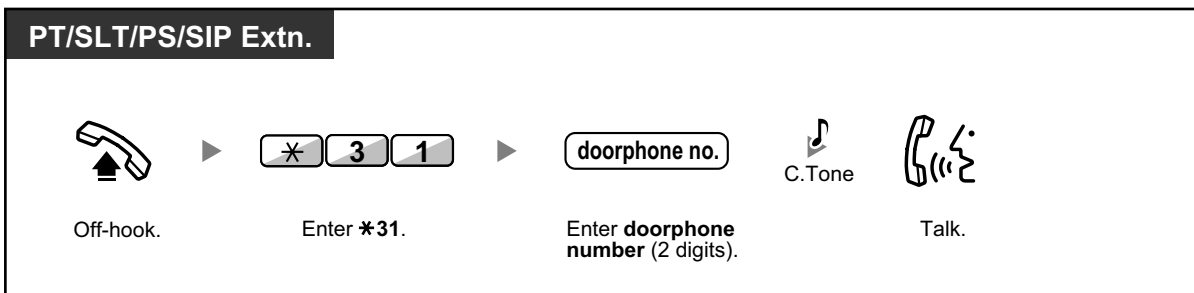 PT/SLT/PS/SIP Extn.
✳ 3 1
doorphone no.
C.Tone
Off-hook.
Enter ✳31.
Enter doorphone
number (2 digits).
Talk.